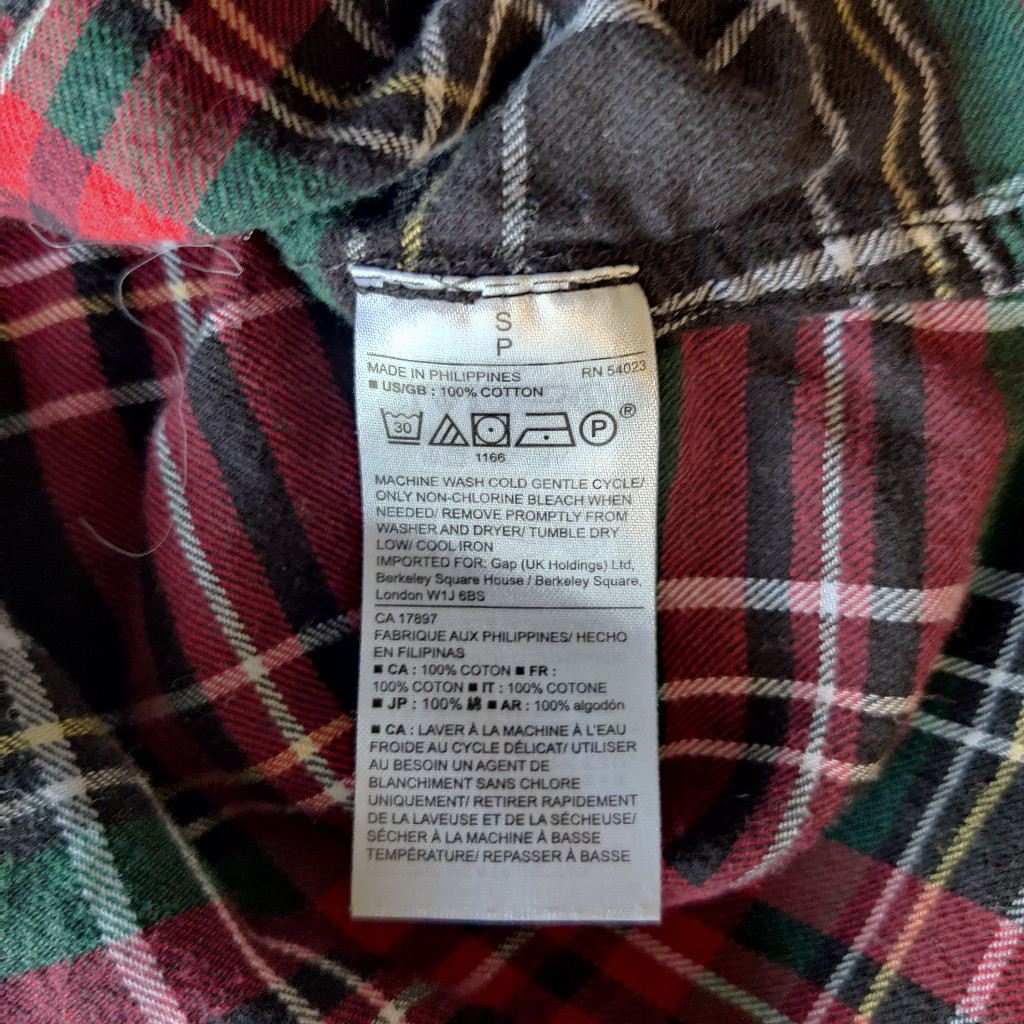 S
P
MADE IN PHILIPPINES RN 54023
■ US/GB : 100% COTTON
30 P ®
1166
MACHINE WASH COLD GENTLE CYCLE/
ONLY NON-CHLORINE BLEACH WHEN
NEEDED/ REMOVE PROMPTLY FROM
WASHER AND DRYER/ TUMBLE DRY
LOW/ COOL IRON
IMPORTED FOR: Gap (UK Holdings) Ltd,
Berkeley Square House / Berkeley Square,
London W1J 6BS
CA 17897
FABRIQUE AUX PHILIPPINES/ HECHO
EN FILIPINAS
■ CA : 100% COTON ■ FR :
100% COTON ■ IT : 100% COTONE
■ JP : 100% 綿 ■ AR : 100% algodón
■ CA : LAVER À LA MACHINE À L'EAU
FROIDE AU CYCLE DÉLICAT/ UTILISER
AU BESOIN UN AGENT DE
BLANCHIMENT SANS CHLORE
UNIQUEMENT/ RETIRER RAPIDEMENT
DE LA LAVEUSE ET DE LA SÉCHEUSE/
SÉCHER À LA MACHINE À BASSE
TEMPÉRATURE/ REPASSER À BASSE